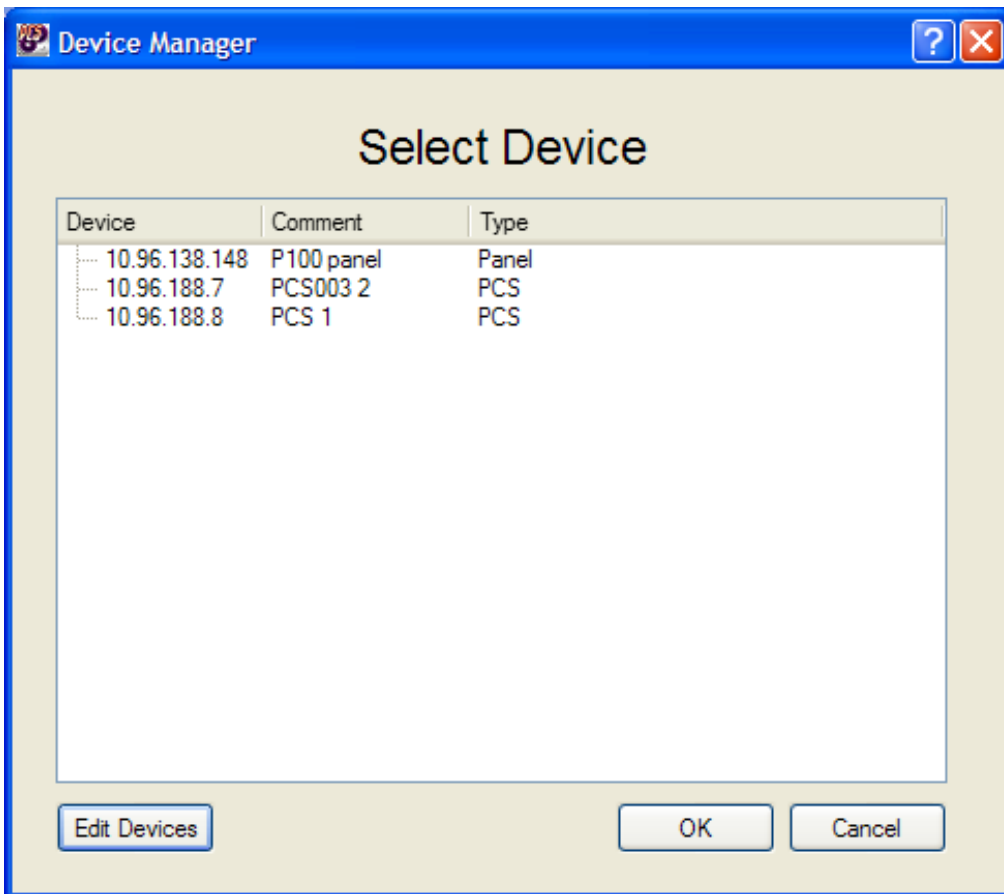 Device Manager
Select Device
Device Comment Type
10.96.138.148 P100 panel Panel
10.96.188.7 PCS003 2 PCS
10.96.188.8 PCS 1 PCS
Edit Devices OK Cancel